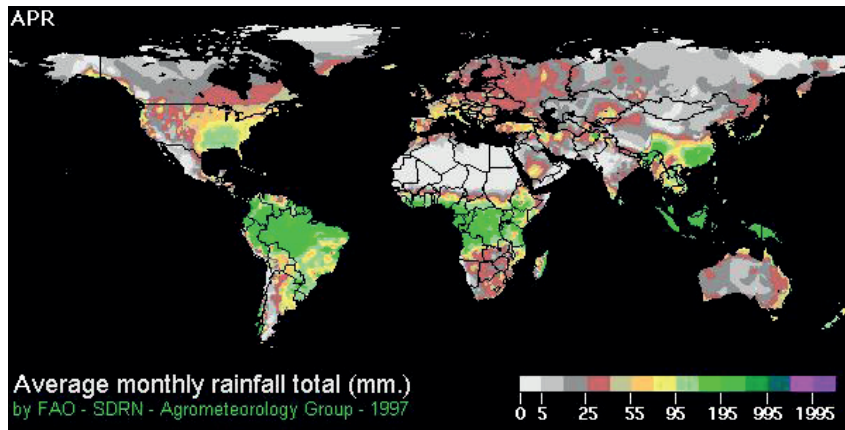 APR
Average monthly rainfall total (mm.)
by FAO - SDRN - Agrometeorology Group - 1997
0 5 25 55 95 195 995 1995